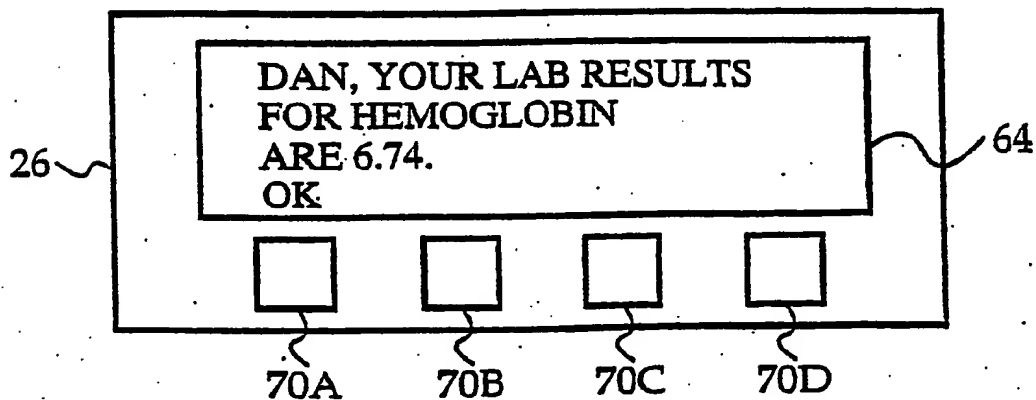 DAN, YOUR LAB RESULTS
FOR HEMOGLOBIN
ARE 6.74.
OK
26
64
70A 70B 70C 70D